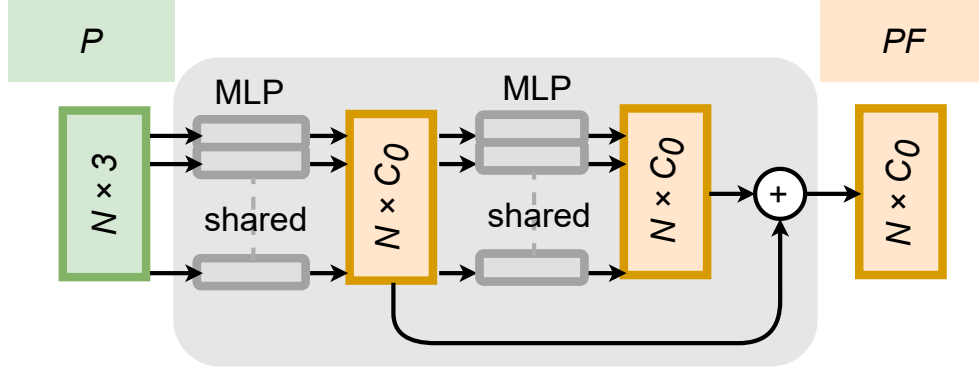 P
PF
MLP
MLP
N × 3
N × C0
N × C0
+
N × C0
shared
shared